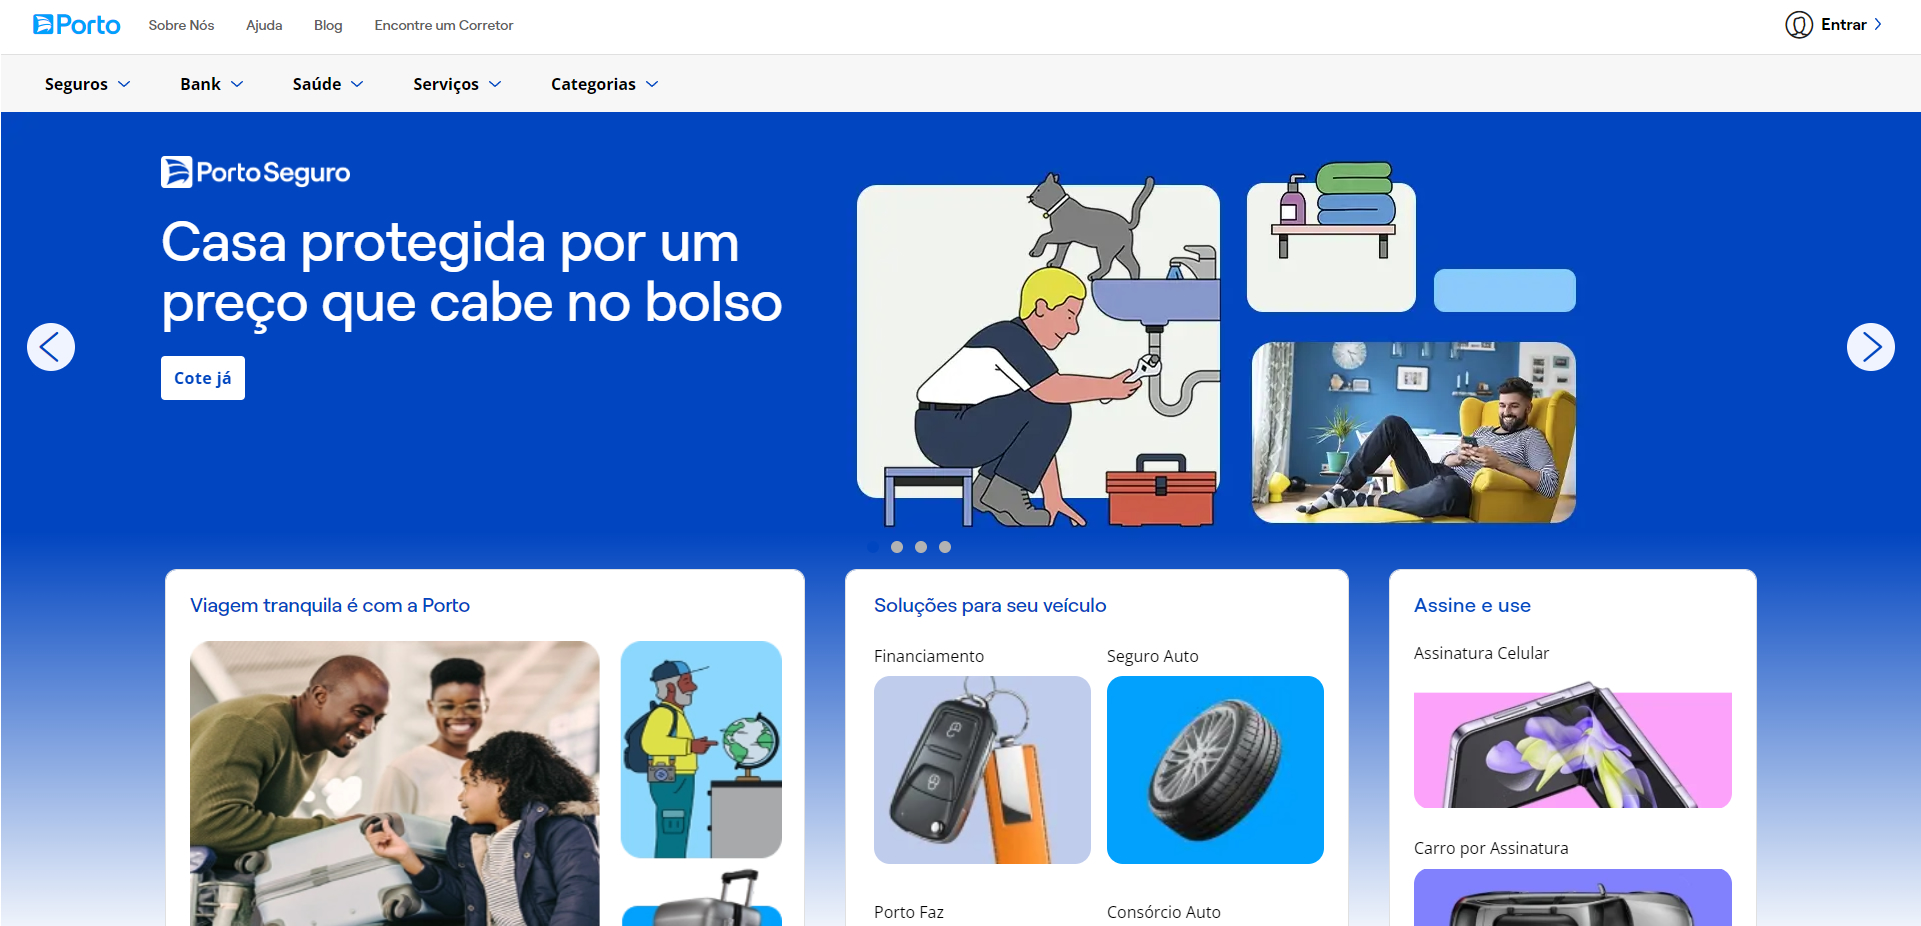 Porto
Sobre Nós
Ajuda
Blog
Encontre um Corretor
Entrar
Seguros
Bank
Saúde
Serviços
Categorias
Porto Seguro
Casa protegida por um
preço que cabe no bolso
Cote já
Viagem tranquila é com a Porto
Soluções para seu veículo
Financiamento
Seguro Auto
Porto Faz
Consórcio Auto
Assine e use
Assinatura Celular
Carro por Assinatura